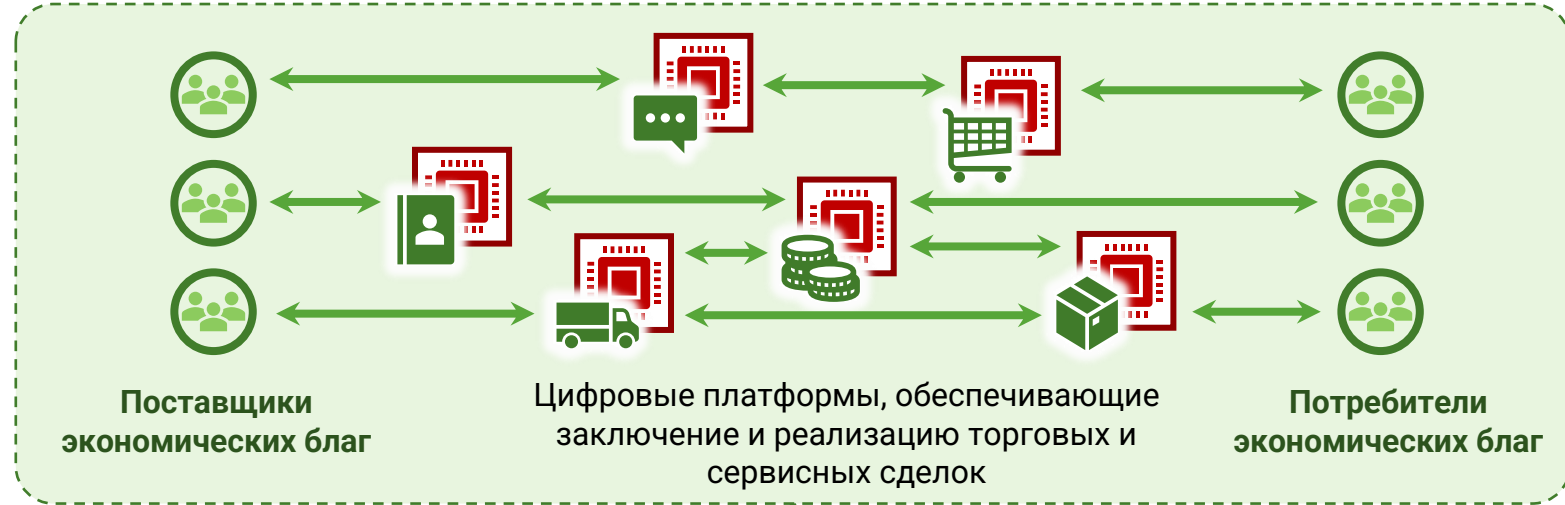 Поставщики
экономических благ
Цифровые платформы, обеспечивающие
заключение и реализацию торговых и
сервисных сделок
Потребители
экономических благ